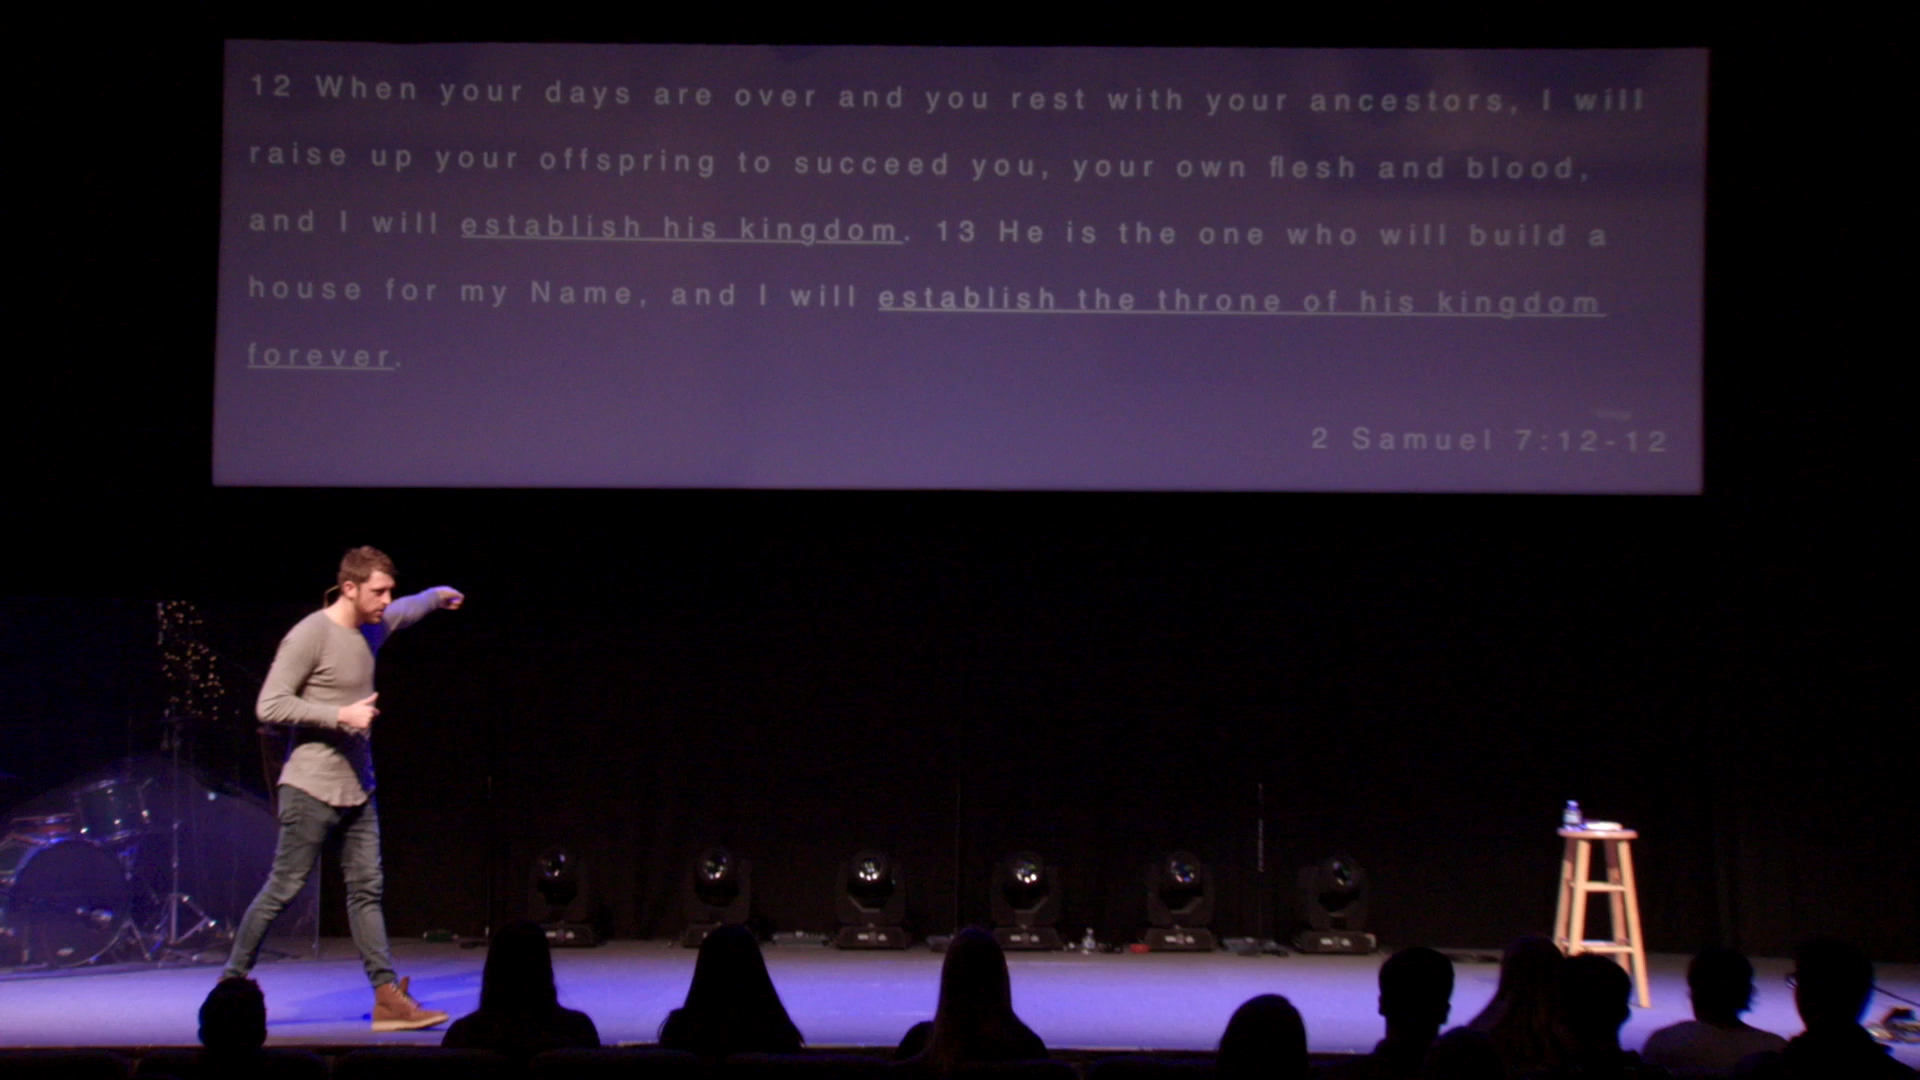 12 When your days are over and you rest with your ancestors, I will
raise up your offspring to succeed you, your own flesh and blood,
and I will establish his kingdom. 13 He is the one who will build a
house for my Name, and I will establish the throne of his kingdom
forever.
2 Samuel 7:12-12